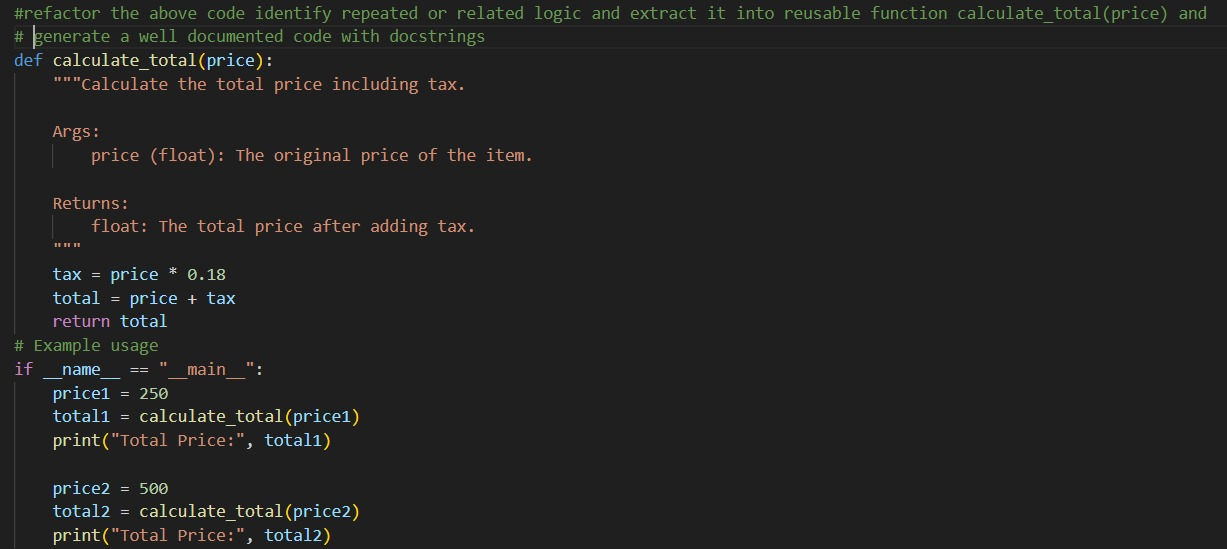 #refactor the above code identify repeated or related logic and extract it into reusable function calculate_total(price) and
# generate a well documented code with docstrings
def calculate_total(price):
    """Calculate the total price including tax.

    Args:
        price (float): The original price of the item.

    Returns:
        float: The total price after adding tax.
    """
    tax = price * 0.18
    total = price + tax
    return total
# Example usage
if __name__ == "__main__":
    price1 = 250
    total1 = calculate_total(price1)
    print("Total Price:", total1)

    price2 = 500
    total2 = calculate_total(price2)
    print("Total Price:", total2)